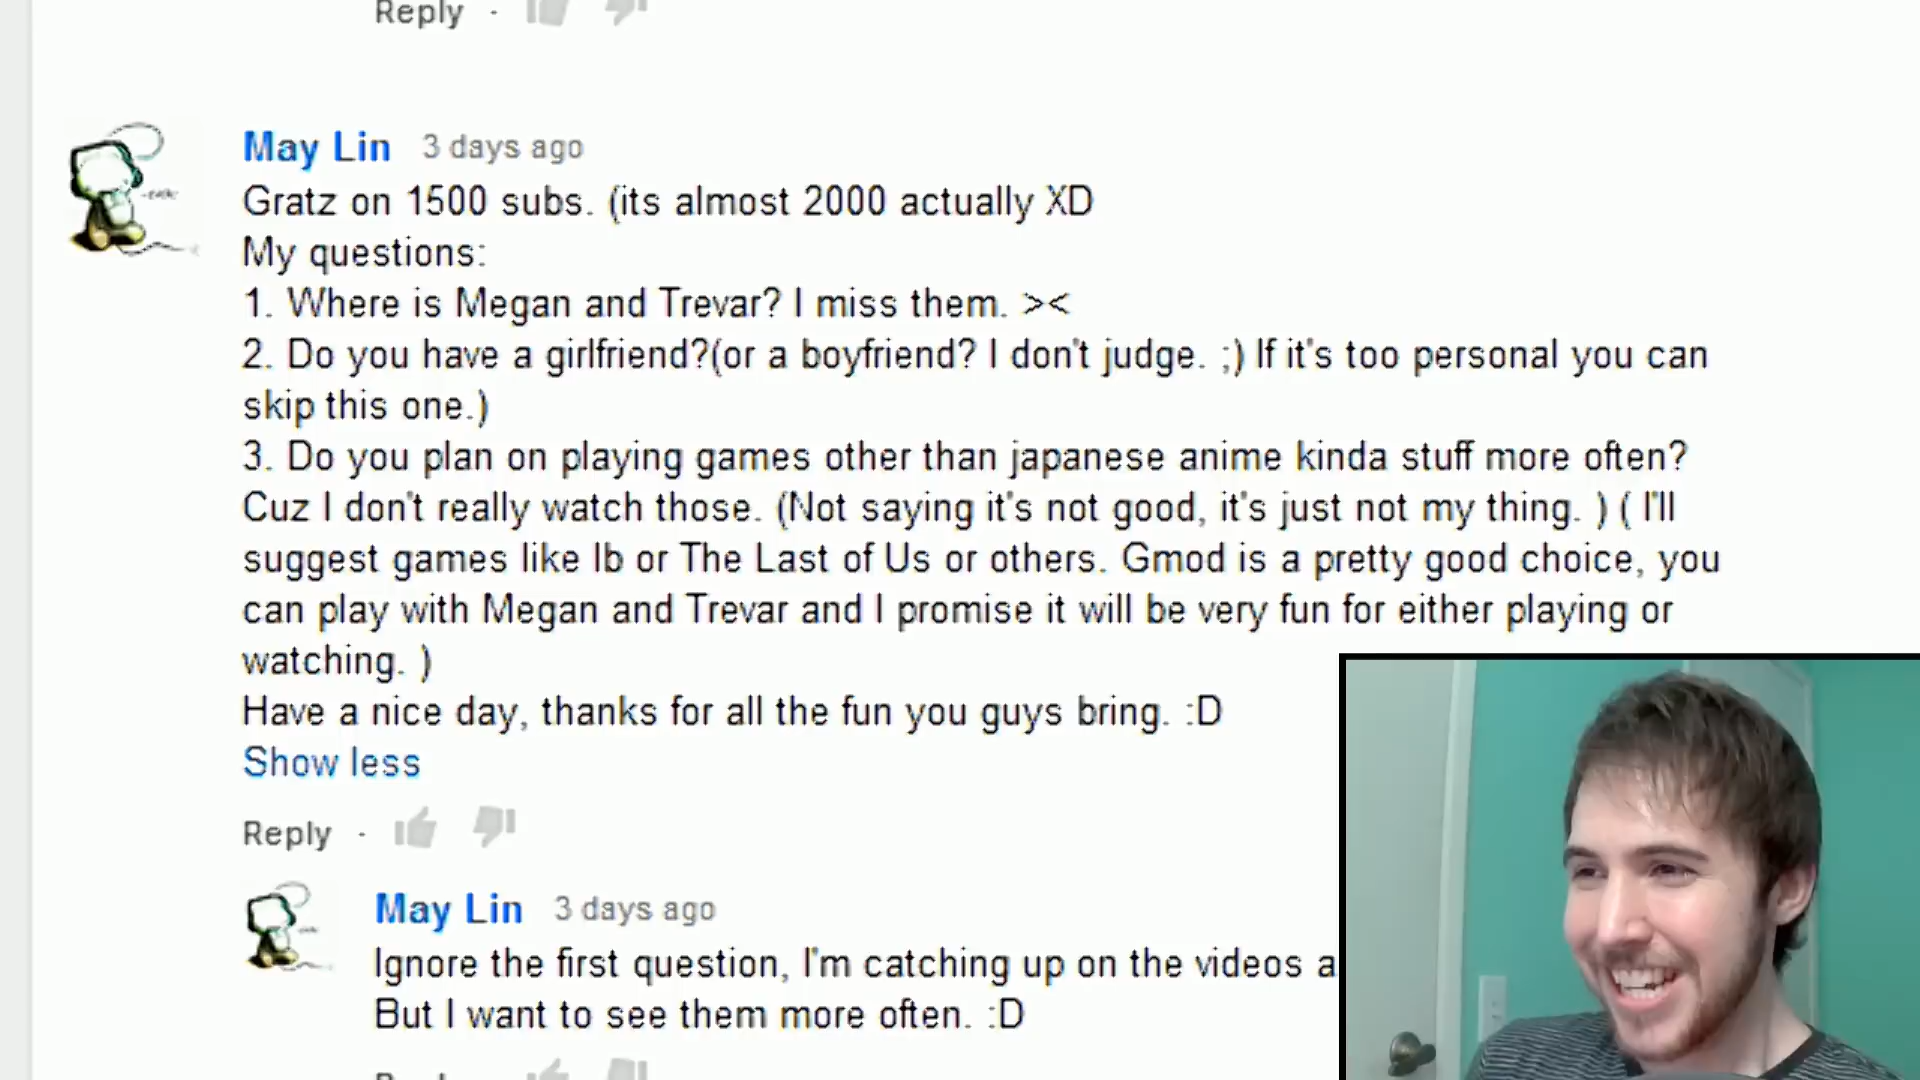 Reply ·
May Lin 3 days ago
Gratz on 1500 subs. (its almost 2000 actually XD
My questions:
1. Where is Megan and Trevar? I miss them. ><
2. Do you have a girlfriend?(or a boyfriend? I don't judge. ;) If it's too personal you can
skip this one.)
3. Do you plan on playing games other than japanese anime kinda stuff more often?
Cuz I don't really watch those. (Not saying it's not good, it's just not my thing. ) ( I'll
suggest games like Ib or The Last of Us or others. Gmod is a pretty good choice, you
can play with Megan and Trevar and I promise it will be very fun for either playing or
watching. )
Have a nice day, thanks for all the fun you guys bring. :D
Show less
Reply ·
May Lin 3 days ago
Ignore the first question, I'm catching up on the videos a
But I want to see them more often. :D